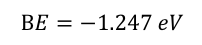 BE = −1.247 eV